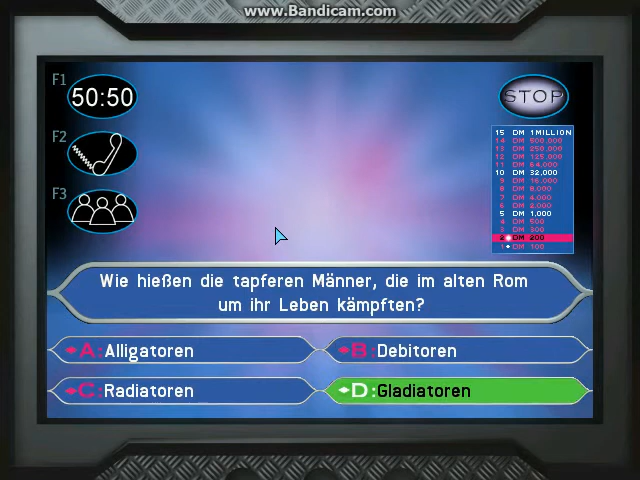 www.Bandicam.com
F1
50:50
STOP
F2
F3
15 DM 1MILLION
14 DM 500,000
13 DM 250,000
12 DM 125,000
11 DM 64,000
10 DM 32,000
9 DM 16,000
8 DM 8,000
7 DM 4,000
6 DM 2,000
5 DM 1,000
4 DM 500
3 DM 300
2 DM 200
1 DM 100
Wie hießen die tapferen Männer, die im alten Rom
um ihr Leben kämpften?
A: Alligatoren
B: Debitoren
C: Radiatoren
D: Gladiatoren